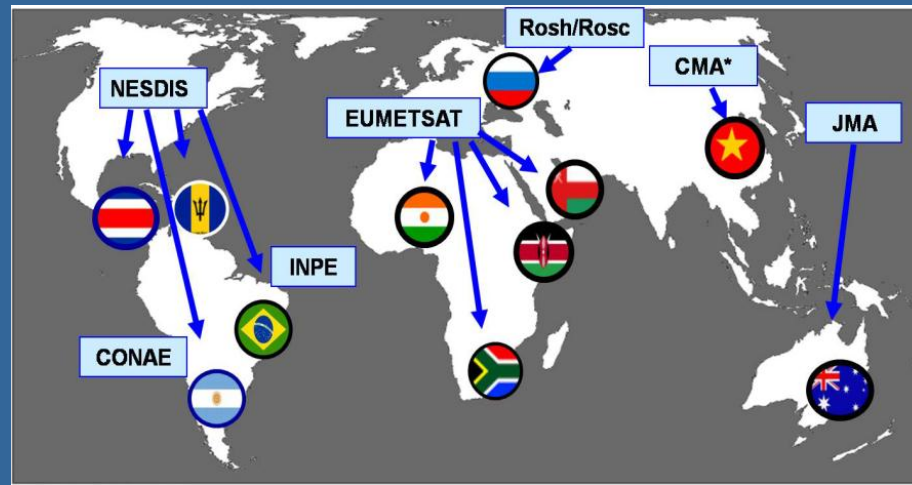 Rosh/Rosc
CMA*
NESDIS
EUMETSAT
JMA
INPE
CONAE